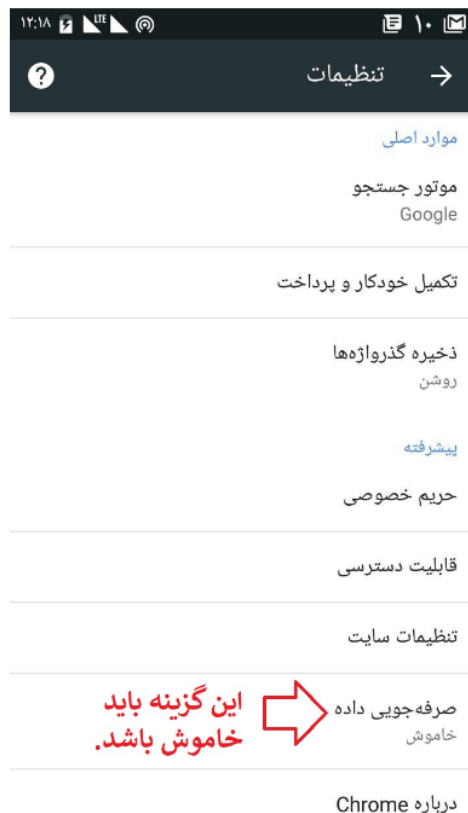 ۱۲:۱۸ LTE ۱۰
تنظیمات
موارد اصلی
موتور جستجو
Google
تکمیل خودکار و پرداخت
ذخیره گذرواژه‌ها
روشن
پیشرفته
حریم خصوصی
قابلیت دسترسی
تنظیمات سایت
صرفه‌جویی داده
خاموش
این گزینه باید
خاموش باشد.
درباره Chrome